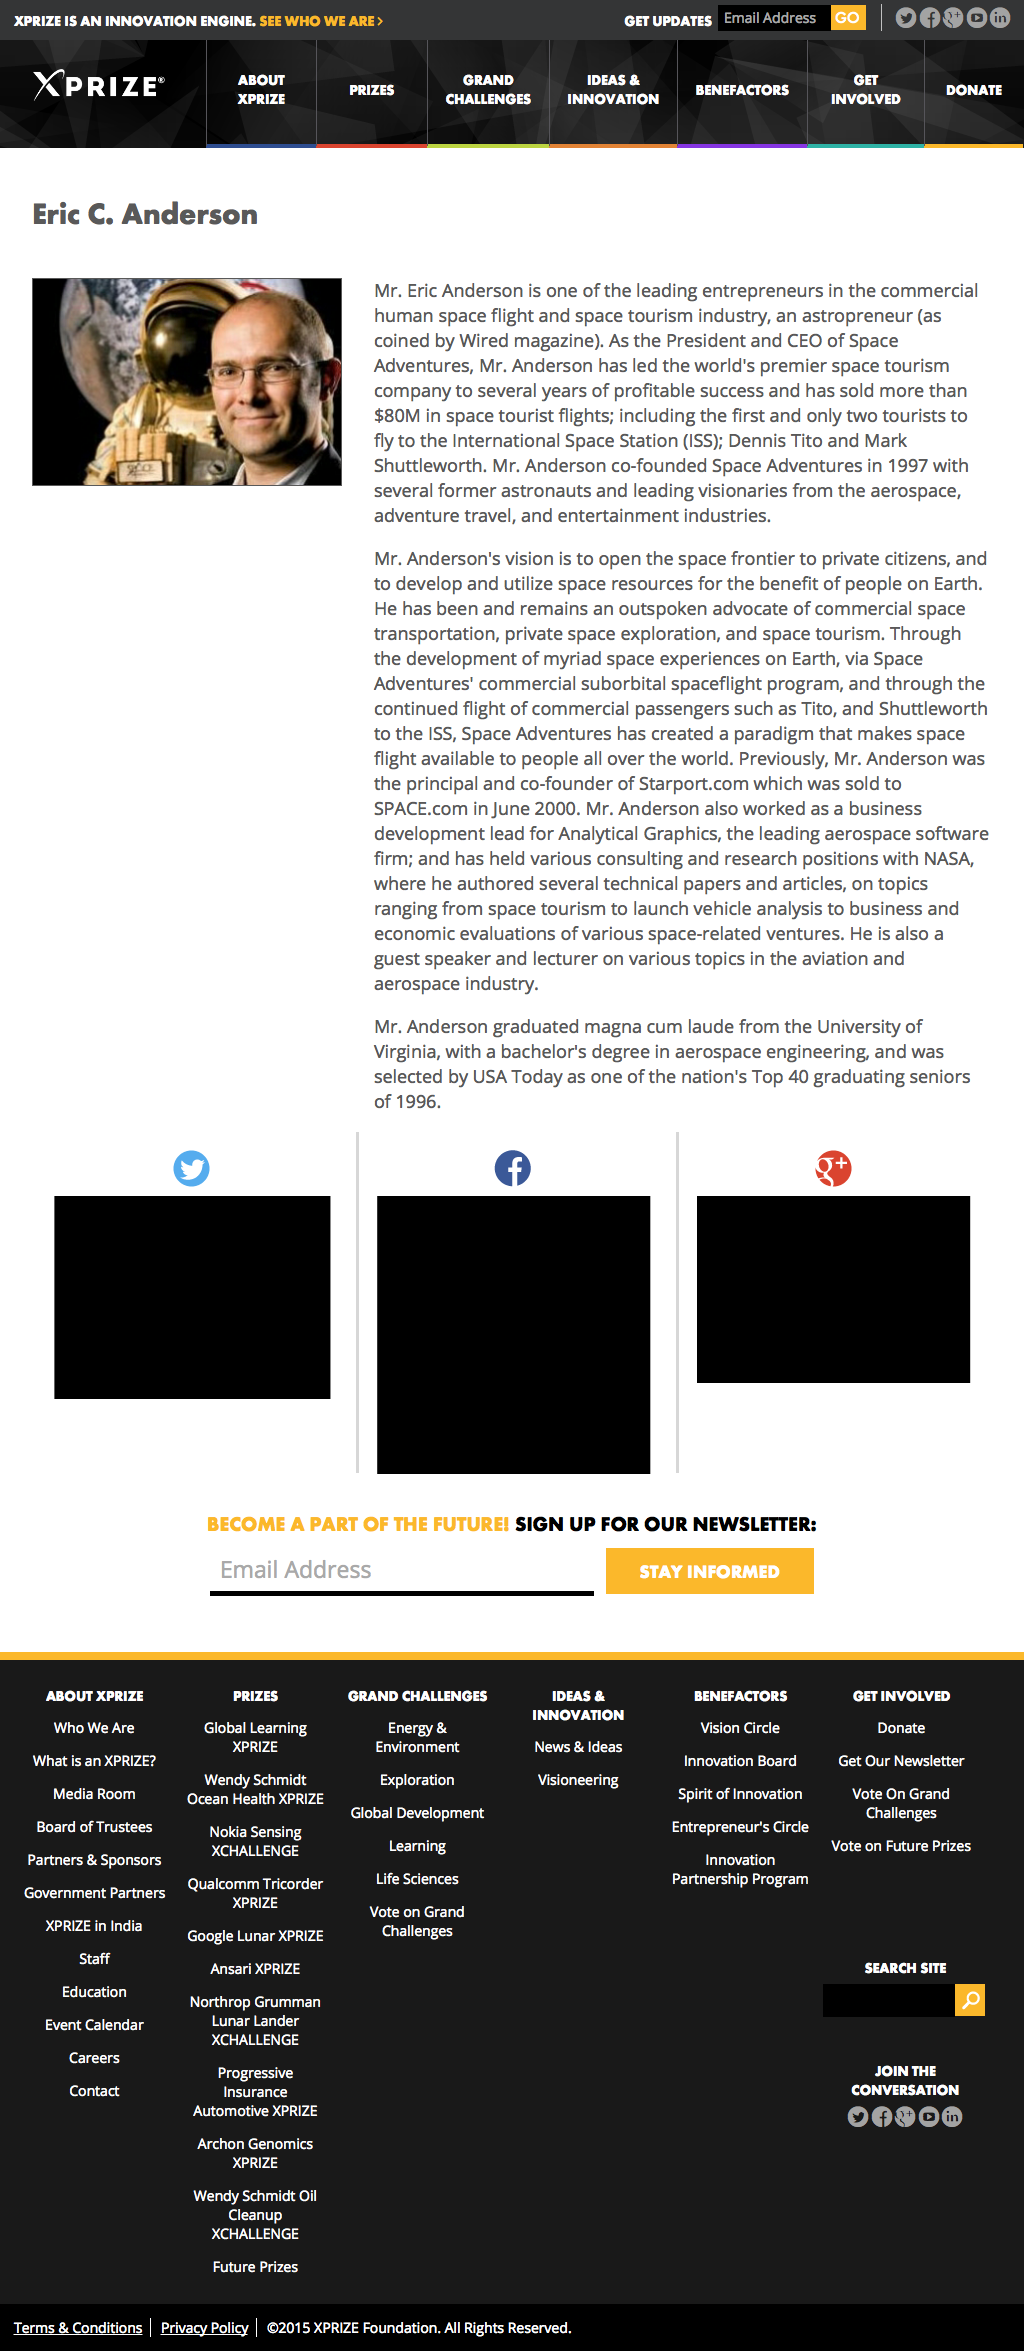 XPRIZE IS AN INNOVATION ENGINE. SEE WHO WE ARE >
GET UPDATES Email Address GO
XPRIZE®
ABOUT
XPRIZE
PRIZES
GRAND
CHALLENGES
IDEAS &
INNOVATION
BENEFACTORS
GET
INVOLVED
DONATE
Eric C. Anderson
SPACE
Mr. Eric Anderson is one of the leading entrepreneurs in the commercial
human space flight and space tourism industry, an astropreneur (as
coined by Wired magazine). As the President and CEO of Space
Adventures, Mr. Anderson has led the world's premier space tourism
company to several years of profitable success and has sold more than
$80M in space tourist flights; including the first and only two tourists to
fly to the International Space Station (ISS); Dennis Tito and Mark
Shuttleworth. Mr. Anderson co-founded Space Adventures in 1997 with
several former astronauts and leading visionaries from the aerospace,
adventure travel, and entertainment industries.
Mr. Anderson's vision is to open the space frontier to private citizens, and
to develop and utilize space resources for the benefit of people on Earth.
He has been and remains an outspoken advocate of commercial space
transportation, private space exploration, and space tourism. Through
the development of myriad space experiences on Earth, via Space
Adventures' commercial suborbital spaceflight program, and through the
continued flight of commercial passengers such as Tito, and Shuttleworth
to the ISS, Space Adventures has created a paradigm that makes space
flight available to people all over the world. Previously, Mr. Anderson was
the principal and co-founder of Starport.com which was sold to
SPACE.com in June 2000. Mr. Anderson also worked as a business
development lead for Analytical Graphics, the leading aerospace software
firm; and has held various consulting and research positions with NASA,
where he authored several technical papers and articles, on topics
ranging from space tourism to launch vehicle analysis to business and
economic evaluations of various space-related ventures. He is also a
guest speaker and lecturer on various topics in the aviation and
aerospace industry.
Mr. Anderson graduated magna cum laude from the University of
Virginia, with a bachelor's degree in aerospace engineering, and was
selected by USA Today as one of the nation's Top 40 graduating seniors
of 1996.
BECOME A PART OF THE FUTURE! SIGN UP FOR OUR NEWSLETTER:
Email Address
STAY INFORMED
ABOUT XPRIZE
Who We Are
What is an XPRIZE?
Media Room
Board of Trustees
Partners & Sponsors
Government Partners
XPRIZE in India
Staff
Education
Event Calendar
Careers
Contact
PRIZES
Global Learning
XPRIZE
Wendy Schmidt
Ocean Health XPRIZE
Nokia Sensing
XCHALLENGE
Qualcomm Tricorder
XPRIZE
Google Lunar XPRIZE
Ansari XPRIZE
Northrop Grumman
Lunar Lander
XCHALLENGE
Progressive
Insurance
Automotive XPRIZE
Archon Genomics
XPRIZE
Wendy Schmidt Oil
Cleanup
XCHALLENGE
Future Prizes
GRAND CHALLENGES
Energy &
Environment
Exploration
Global Development
Learning
Life Sciences
Vote on Grand
Challenges
IDEAS &
INNOVATION
News & Ideas
Visioneering
BENEFACTORS
Vision Circle
Innovation Board
Spirit of Innovation
Entrepreneur's Circle
Innovation
Partnership Program
GET INVOLVED
Donate
Get Our Newsletter
Vote On Grand
Challenges
Vote on Future Prizes
SEARCH SITE
JOIN THE
CONVERSATION
Terms & Conditions | Privacy Policy | ©2015 XPRIZE Foundation. All Rights Reserved.